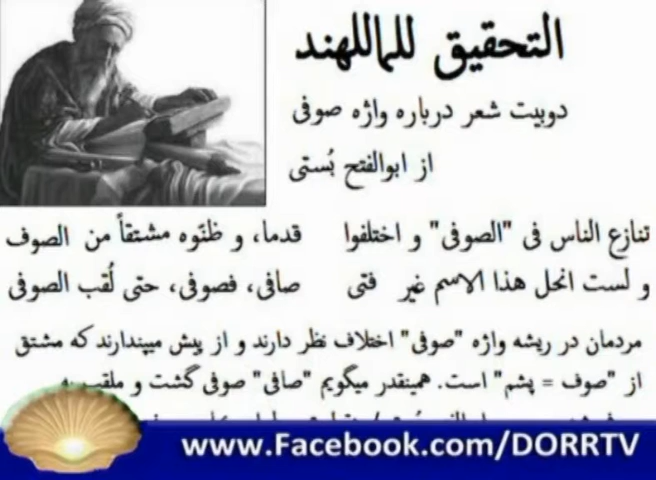 التحقیق للماللهند
دوبیت شعر درباره واژه صوفی
از ابوالفتح بُستی
تنازع الناس فی "الصوفی" و اختلفوا قدما، و ظنّوه مشتقاً من الصوف
و لست انحل هذا الاسم غیر فتی صافی، فصوفی، حتی لُقب الصوفی
مردمان در ریشه واژه "صوفی" اختلاف نظر دارند و از پیش میپندارند که مشتق
از "صوف = پشم" است. همینقدر میگویم "صافی" صوفی گشت و ملقب به
www.Facebook.com/DORRTV